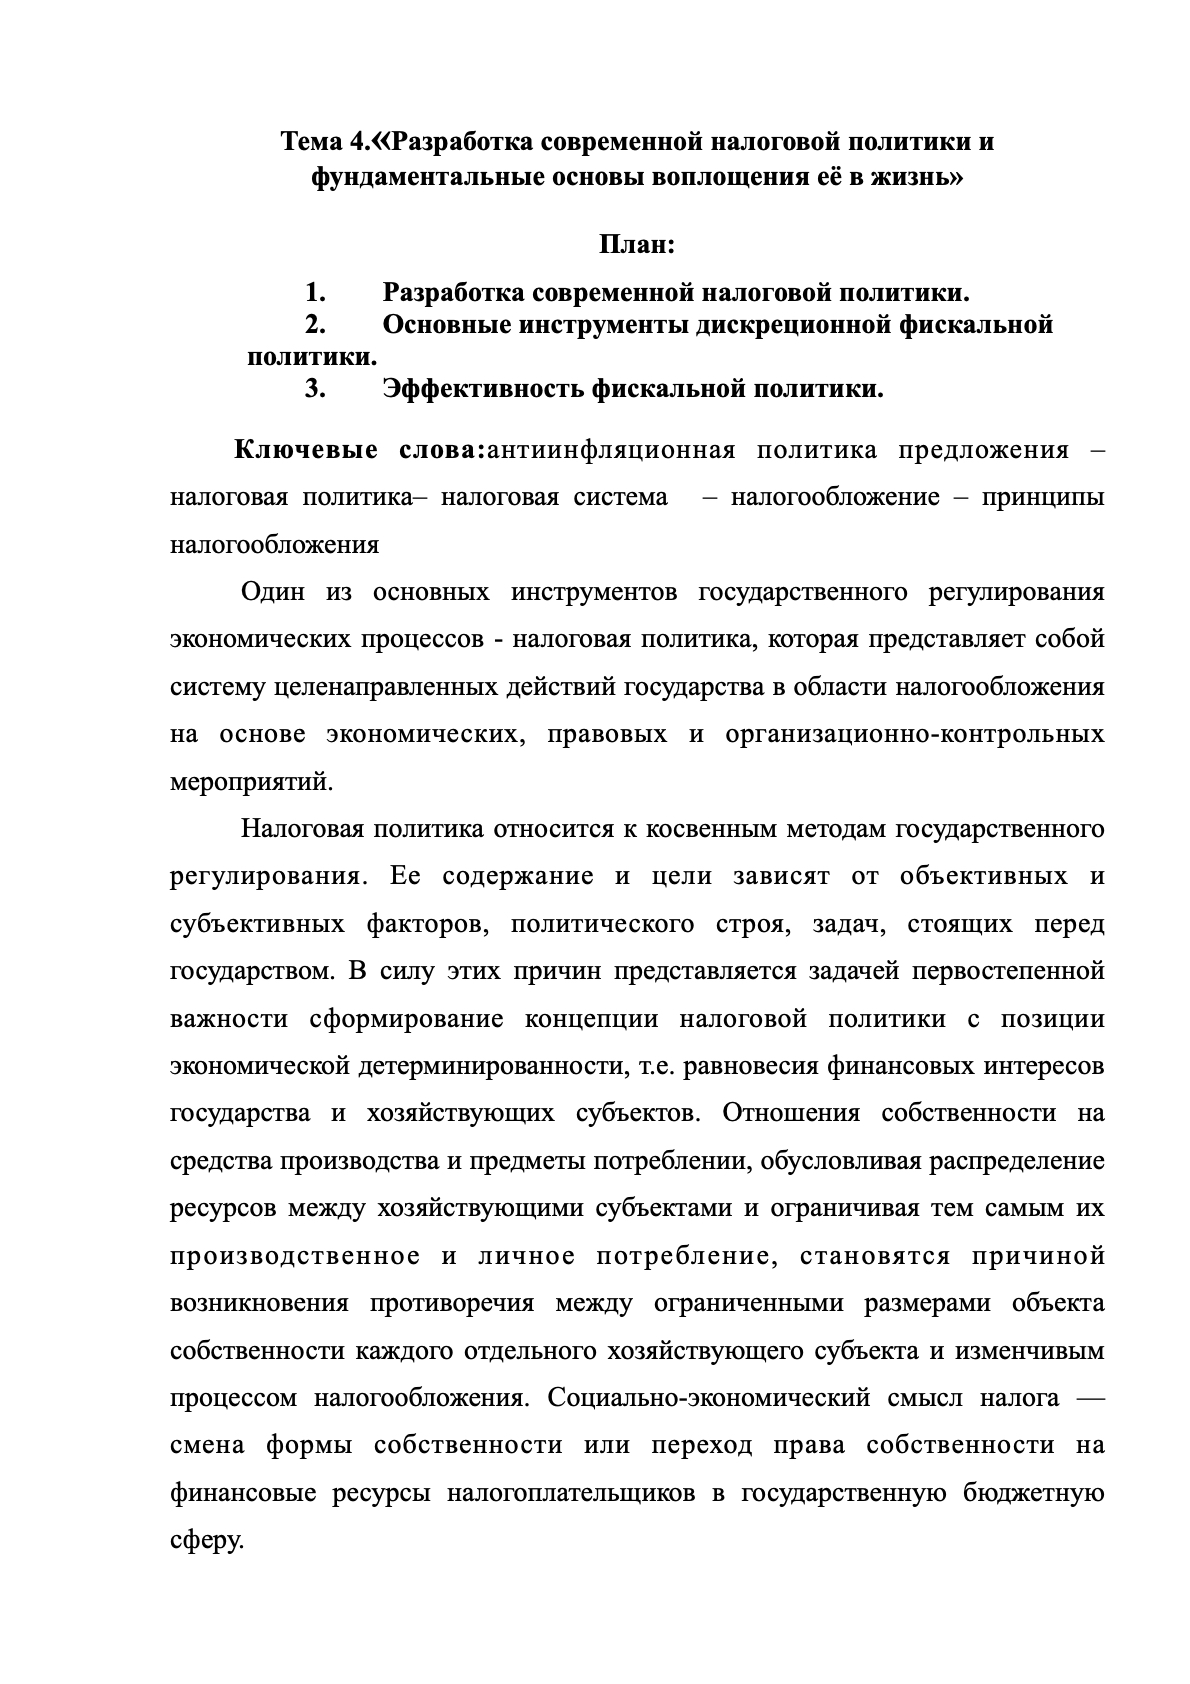 Тема 4.«Разработка современной налоговой политики и
фундаментальные основы воплощения её в жизнь»
План:
1. Разработка современной налоговой политики.
2. Основные инструменты дискреционной фискальной
политики.
3. Эффективность фискальной политики.
Ключевые слова:антиинфляционная политика предложения –
налоговая политика– налоговая система – налогообложение – принципы
налогообложения
Один из основных инструментов государственного регулирования
экономических процессов - налоговая политика, которая представляет собой
систему целенаправленных действий государства в области налогообложения
на основе экономических, правовых и организационно-контрольных
мероприятий.
Налоговая политика относится к косвенным методам государственного
регулирования. Ее содержание и цели зависят от объективных и
субъективных факторов, политического строя, задач, стоящих перед
государством. В силу этих причин представляется задачей первостепенной
важности сформирование концепции налоговой политики с позиции
экономической детерминированности, т.е. равновесия финансовых интересов
государства и хозяйствующих субъектов. Отношения собственности на
средства производства и предметы потреблении, обусловливая распределение
ресурсов между хозяйствующими субъектами и ограничивая тем самым их
производственное и личное потребление, становятся причиной
возникновения противоречия между ограниченными размерами объекта
собственности каждого отдельного хозяйствующего субъекта и изменчивым
процессом налогообложения. Социально-экономический смысл налога —
смена формы собственности или переход права собственности на
финансовые ресурсы налогоплательщиков в государственную бюджетную
сферу.